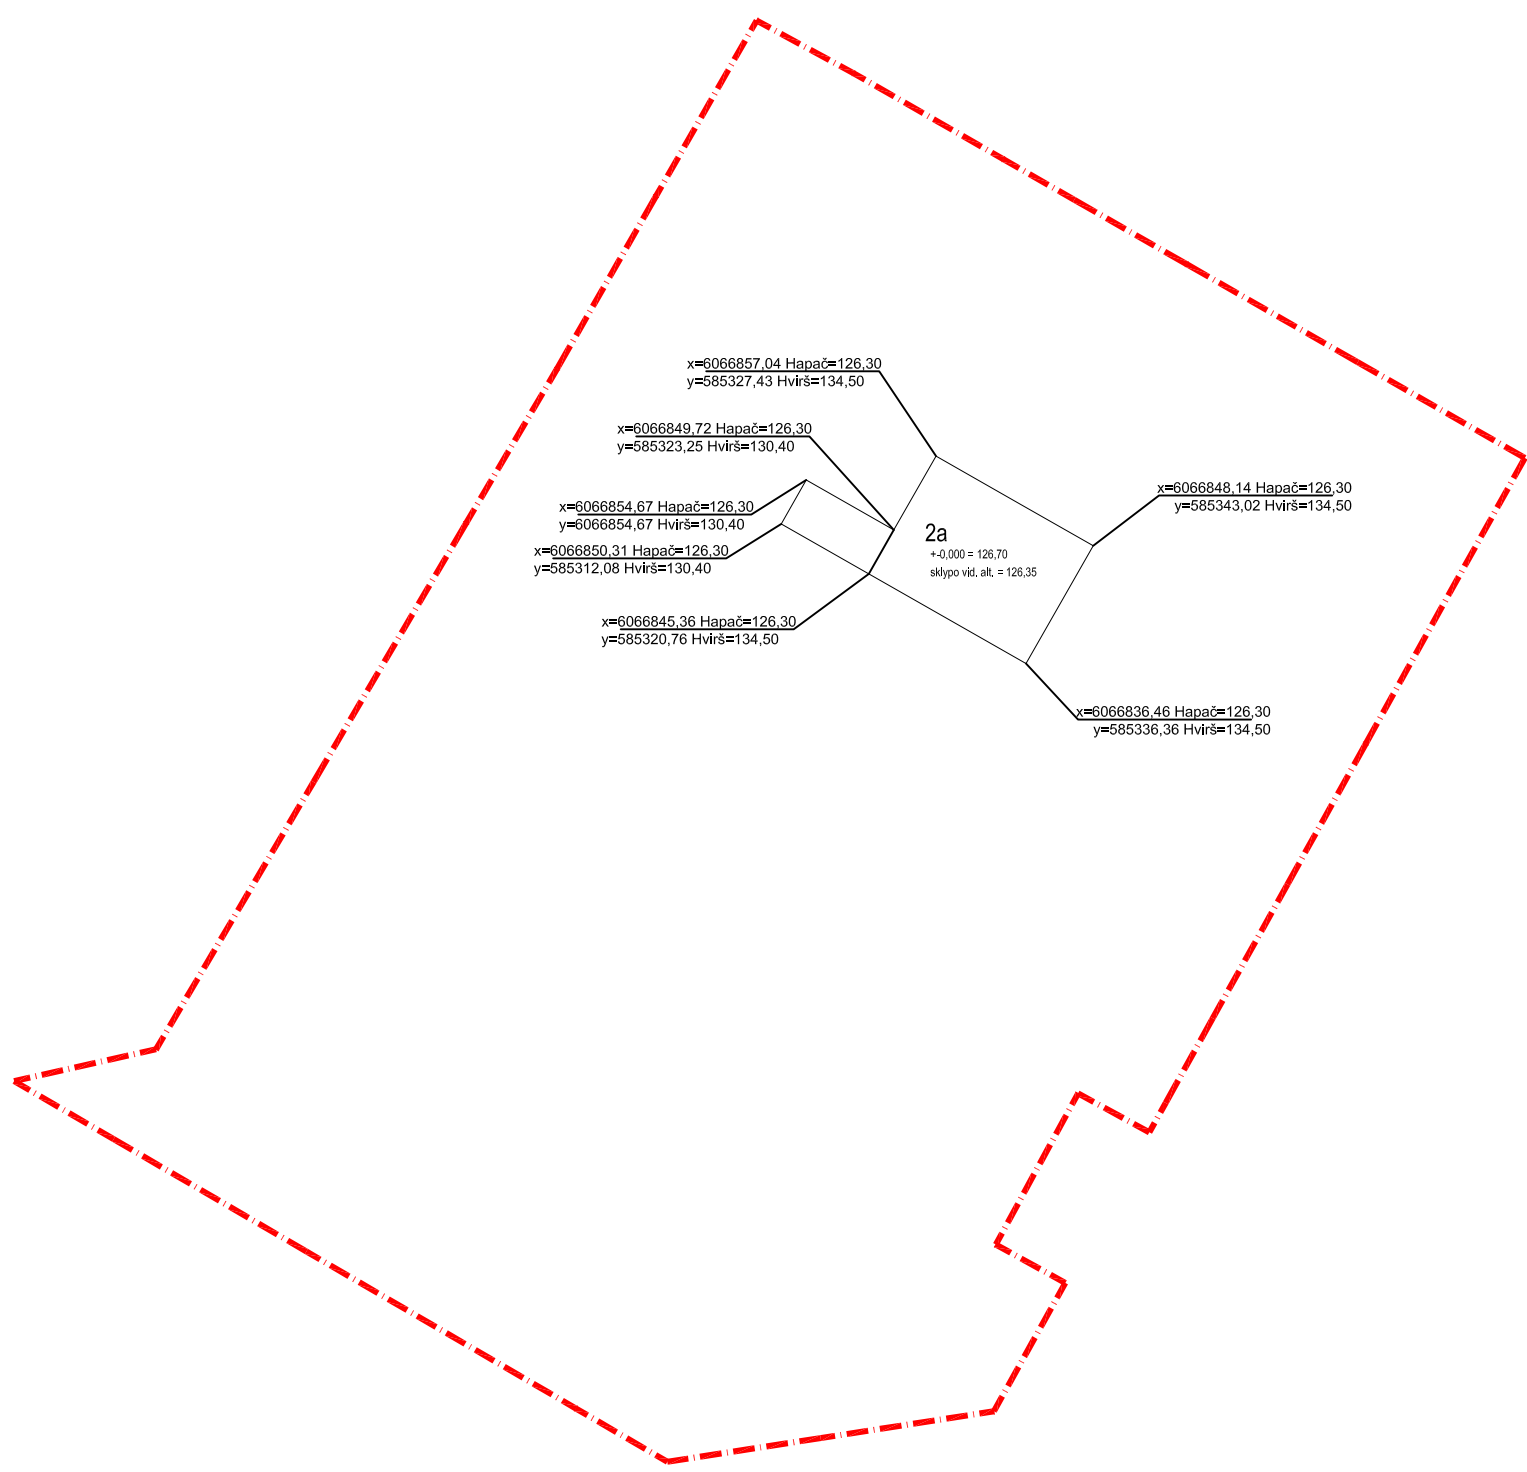 x=6066857,04 Hapač=126,30
y=585327,43 Hvirš=134,50
x=6066849,72 Hapač=126,30
y=585323,25 Hvirš=130,40
x=6066854,67 Hapač=126,30
y=6066854,67 Hvirš=130,40
x=6066850,31 Hapač=126,30
y=585312,08 Hvirš=130,40
x=6066845,36 Hapač=126,30
y=585320,76 Hvirš=134,50
2a
+-0,000 = 126,70
sklypo vid. alt. = 126,35
x=6066848,14 Hapač=126,30
y=585343,02 Hvirš=134,50
x=6066836,46 Hapač=126,30
y=585336,36 Hvirš=134,50